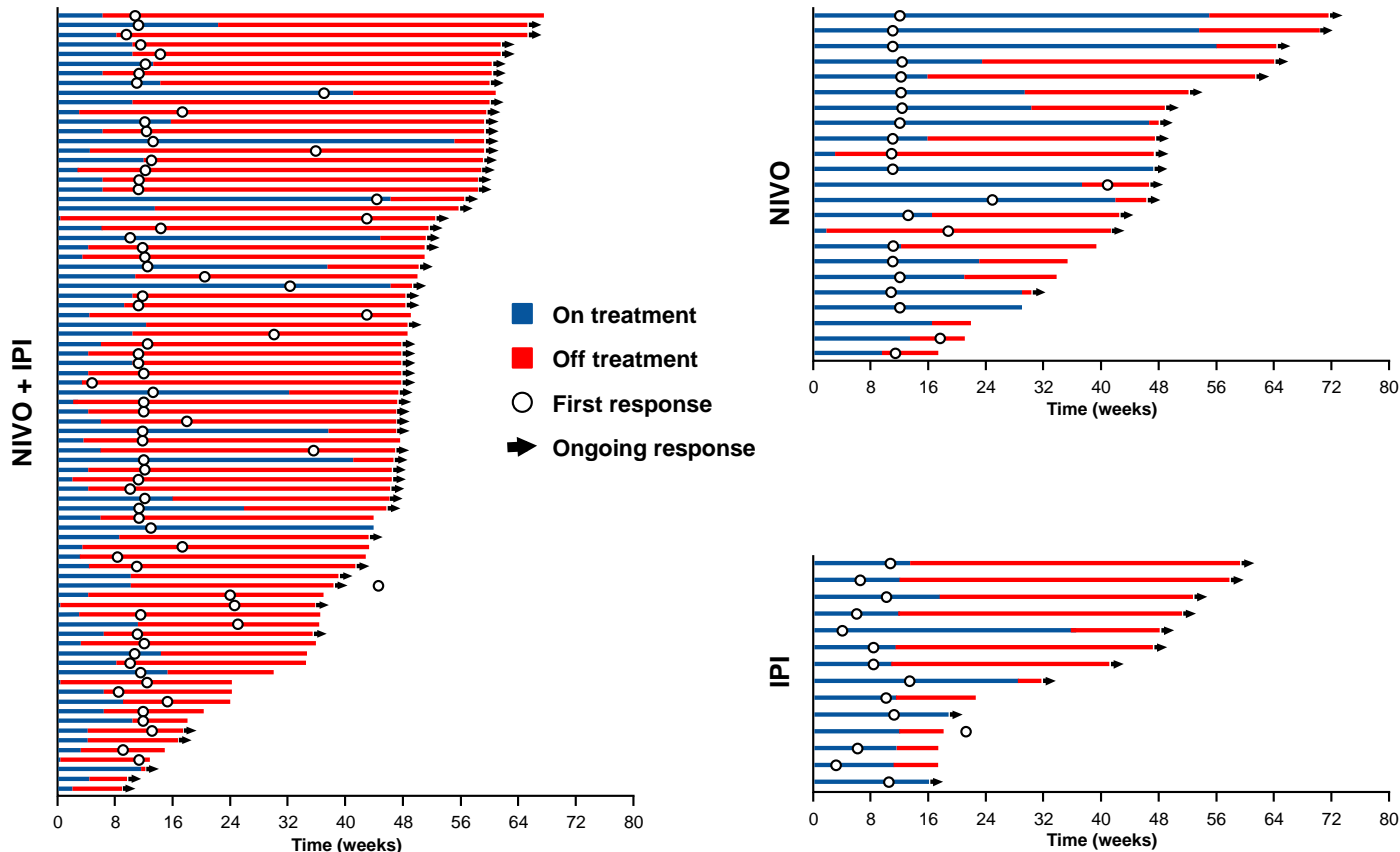 NIVO + IPI
0 8 16 24 32 40 48 56 64 72 80
Time (weeks)
On treatment
Off treatment
First response
Ongoing response
NIVO
0 8 16 24 32 40 48 56 64 72 80
Time (weeks)
IPI
0 8 16 24 32 40 48 56 64 72 80
Time (weeks)